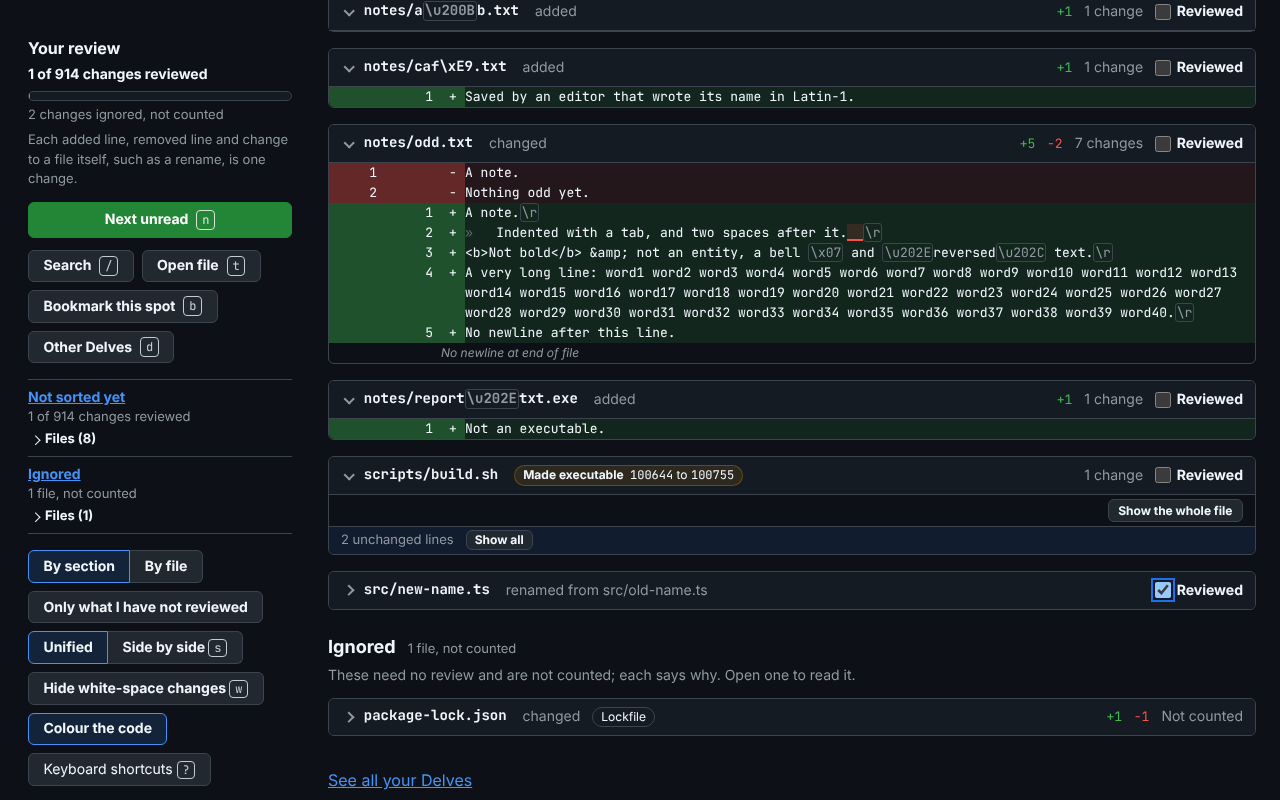 Your review
1 of 914 changes reviewed
2 changes ignored, not counted
Each added line, removed line and change
to a file itself, such as a rename, is one
change.
Next unread n
Search / Open file t
Bookmark this spot b
Other Delves d
Not sorted yet
1 of 914 changes reviewed
Files (8)
Ignored
1 file, not counted
Files (1)
By section By file
Only what I have not reviewed
Unified Side by side s
Hide white-space changes w
Colour the code
Keyboard shortcuts ?
notes/a\u200Bb.txt added +1 1 change Reviewed
notes/caf\xE9.txt added +1 1 change Reviewed
1 + Saved by an editor that wrote its name in Latin-1.
notes/odd.txt changed +5 -2 7 changes Reviewed
1 - A note.
2 - Nothing odd yet.
1 + A note.\r
2 + » Indented with a tab, and two spaces after it. \r
3 + <b>Not bold</b> &amp; not an entity, a bell \x07 and \u202Ereversed\u202C text.\r
4 + A very long line: word1 word2 word3 word4 word5 word6 word7 word8 word9 word10 word11 word12 word13
word14 word15 word16 word17 word18 word19 word20 word21 word22 word23 word24 word25 word26 word27
word28 word29 word30 word31 word32 word33 word34 word35 word36 word37 word38 word39 word40.\r
5 + No newline after this line.
No newline at end of file
notes/report\u202Etxt.exe added +1 1 change Reviewed
1 + Not an executable.
scripts/build.sh Made executable 100644 to 100755 1 change Reviewed
Show the whole file
2 unchanged lines Show all
src/new-name.ts renamed from src/old-name.ts Reviewed
Ignored 1 file, not counted
These need no review and are not counted; each says why. Open one to read it.
package-lock.json changed Lockfile +1 -1 Not counted
See all your Delves